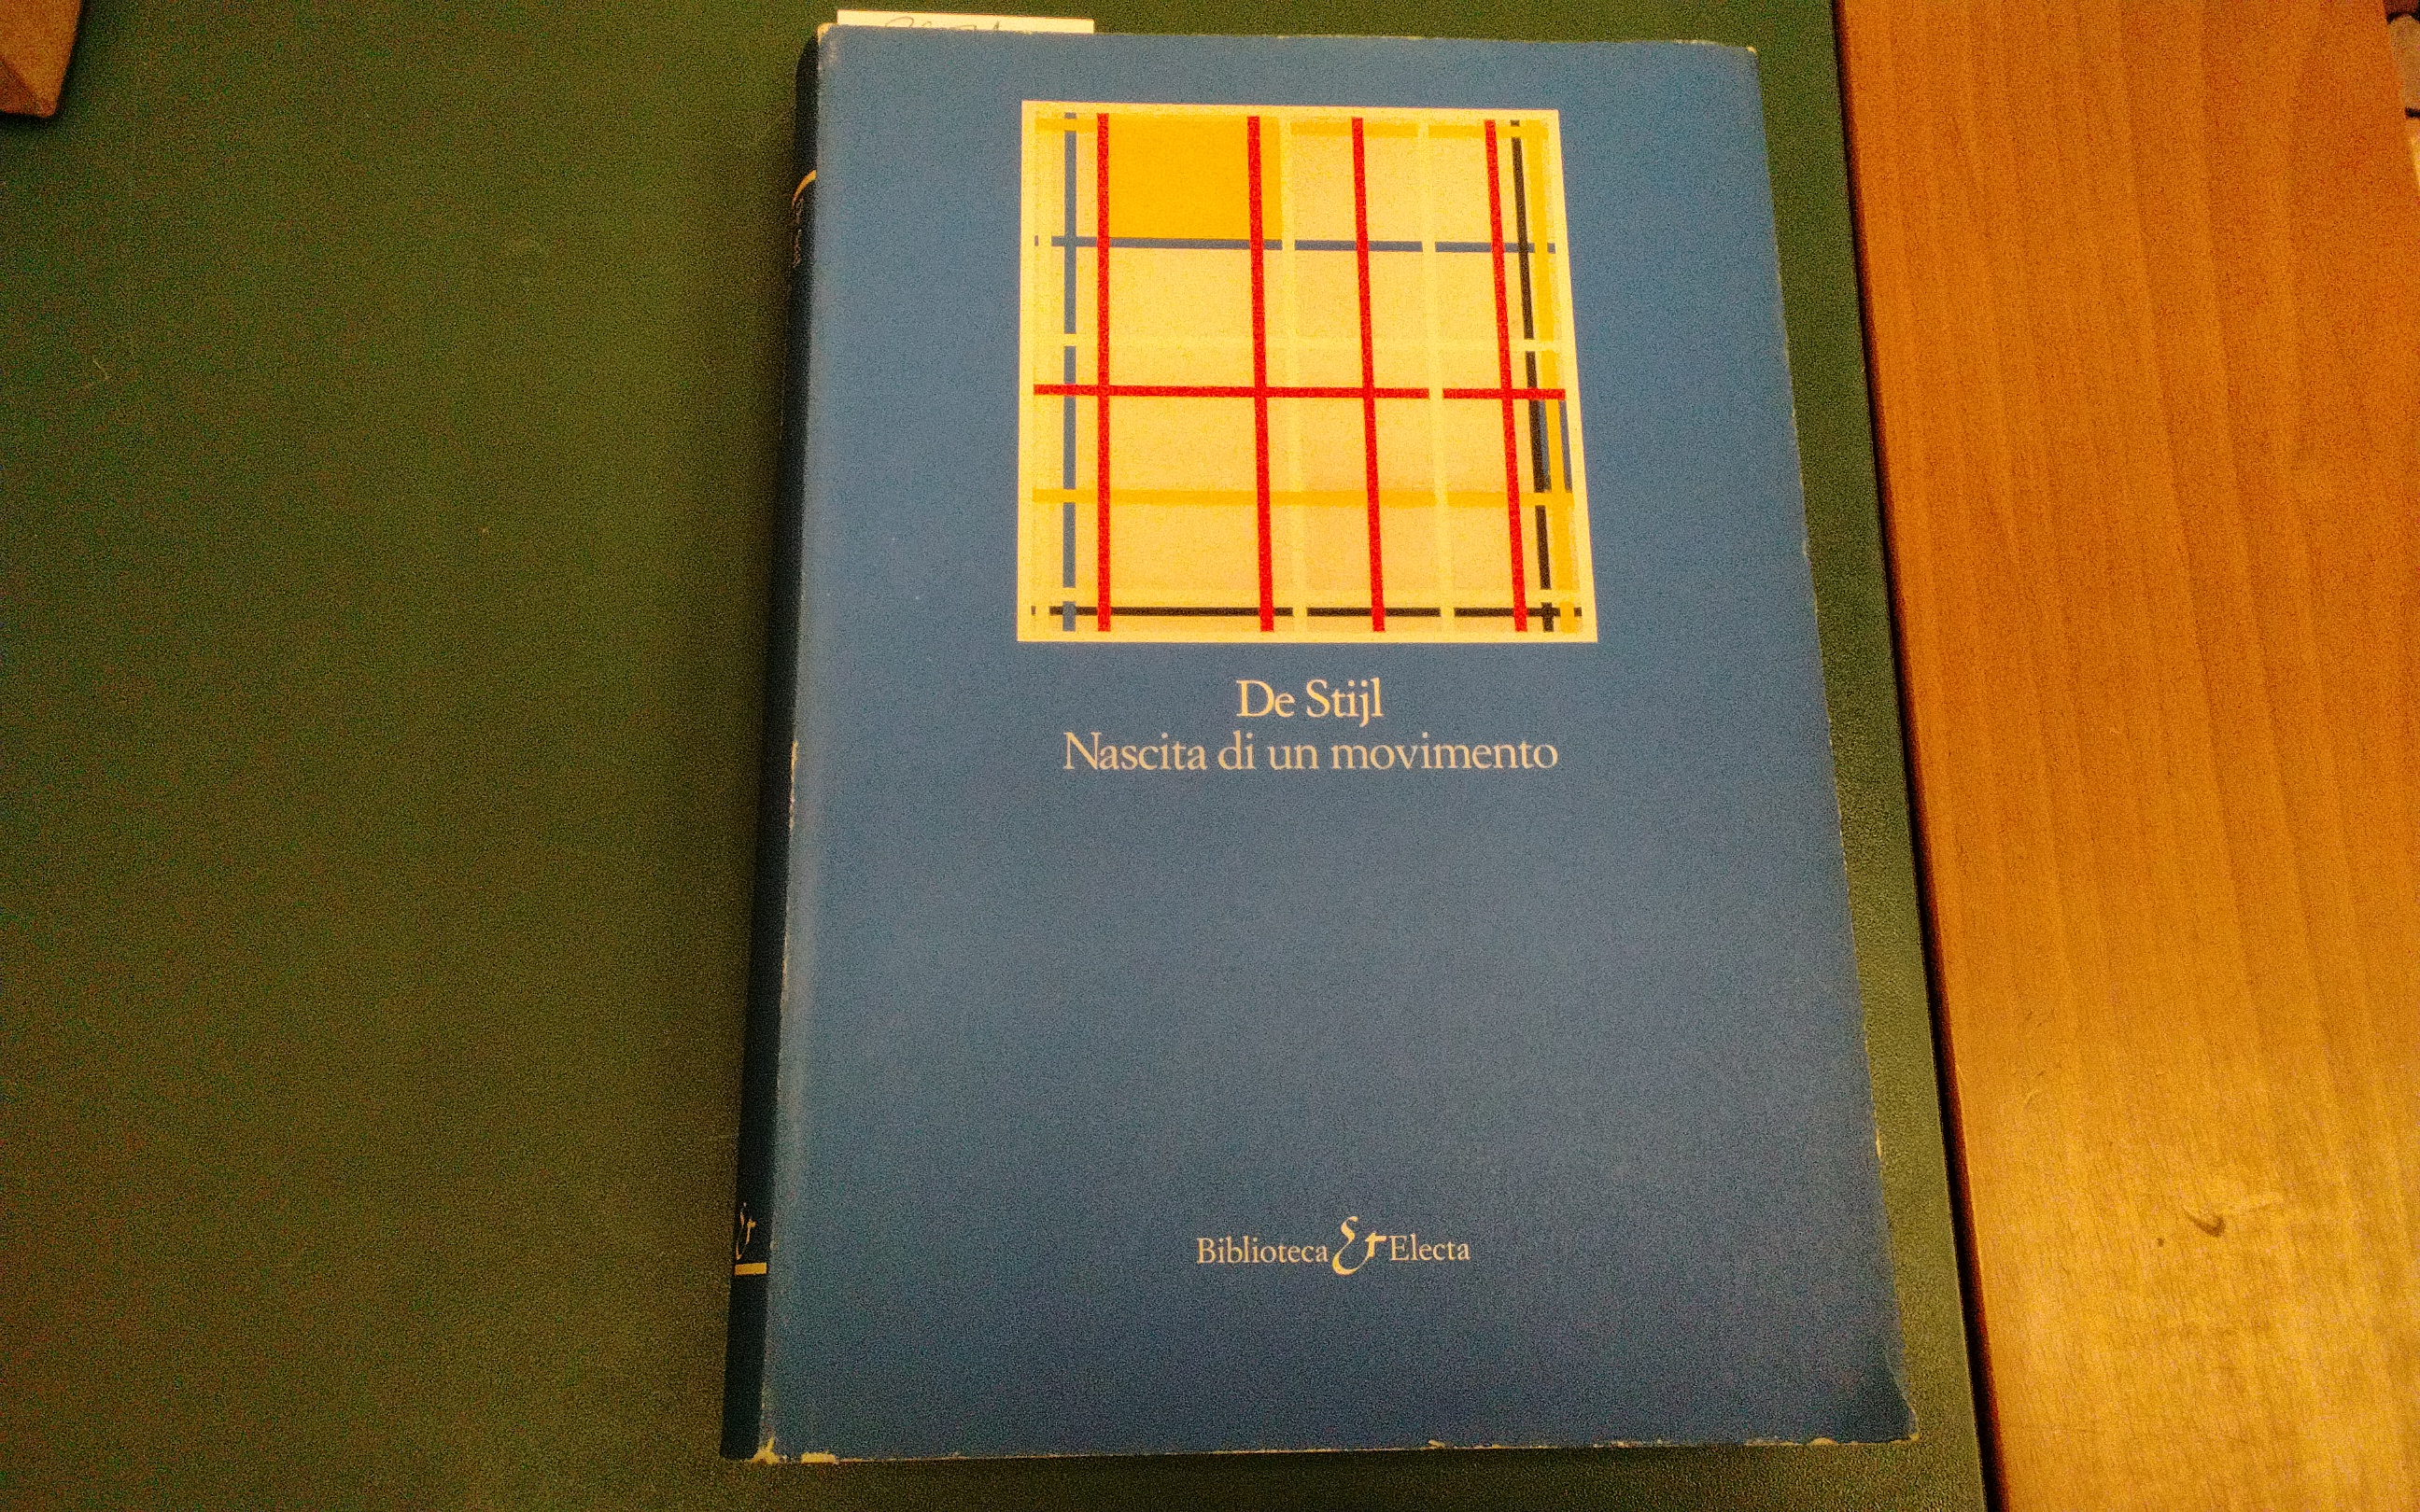 De Stijl
Nascita di un movimento
Biblioteca & Electa